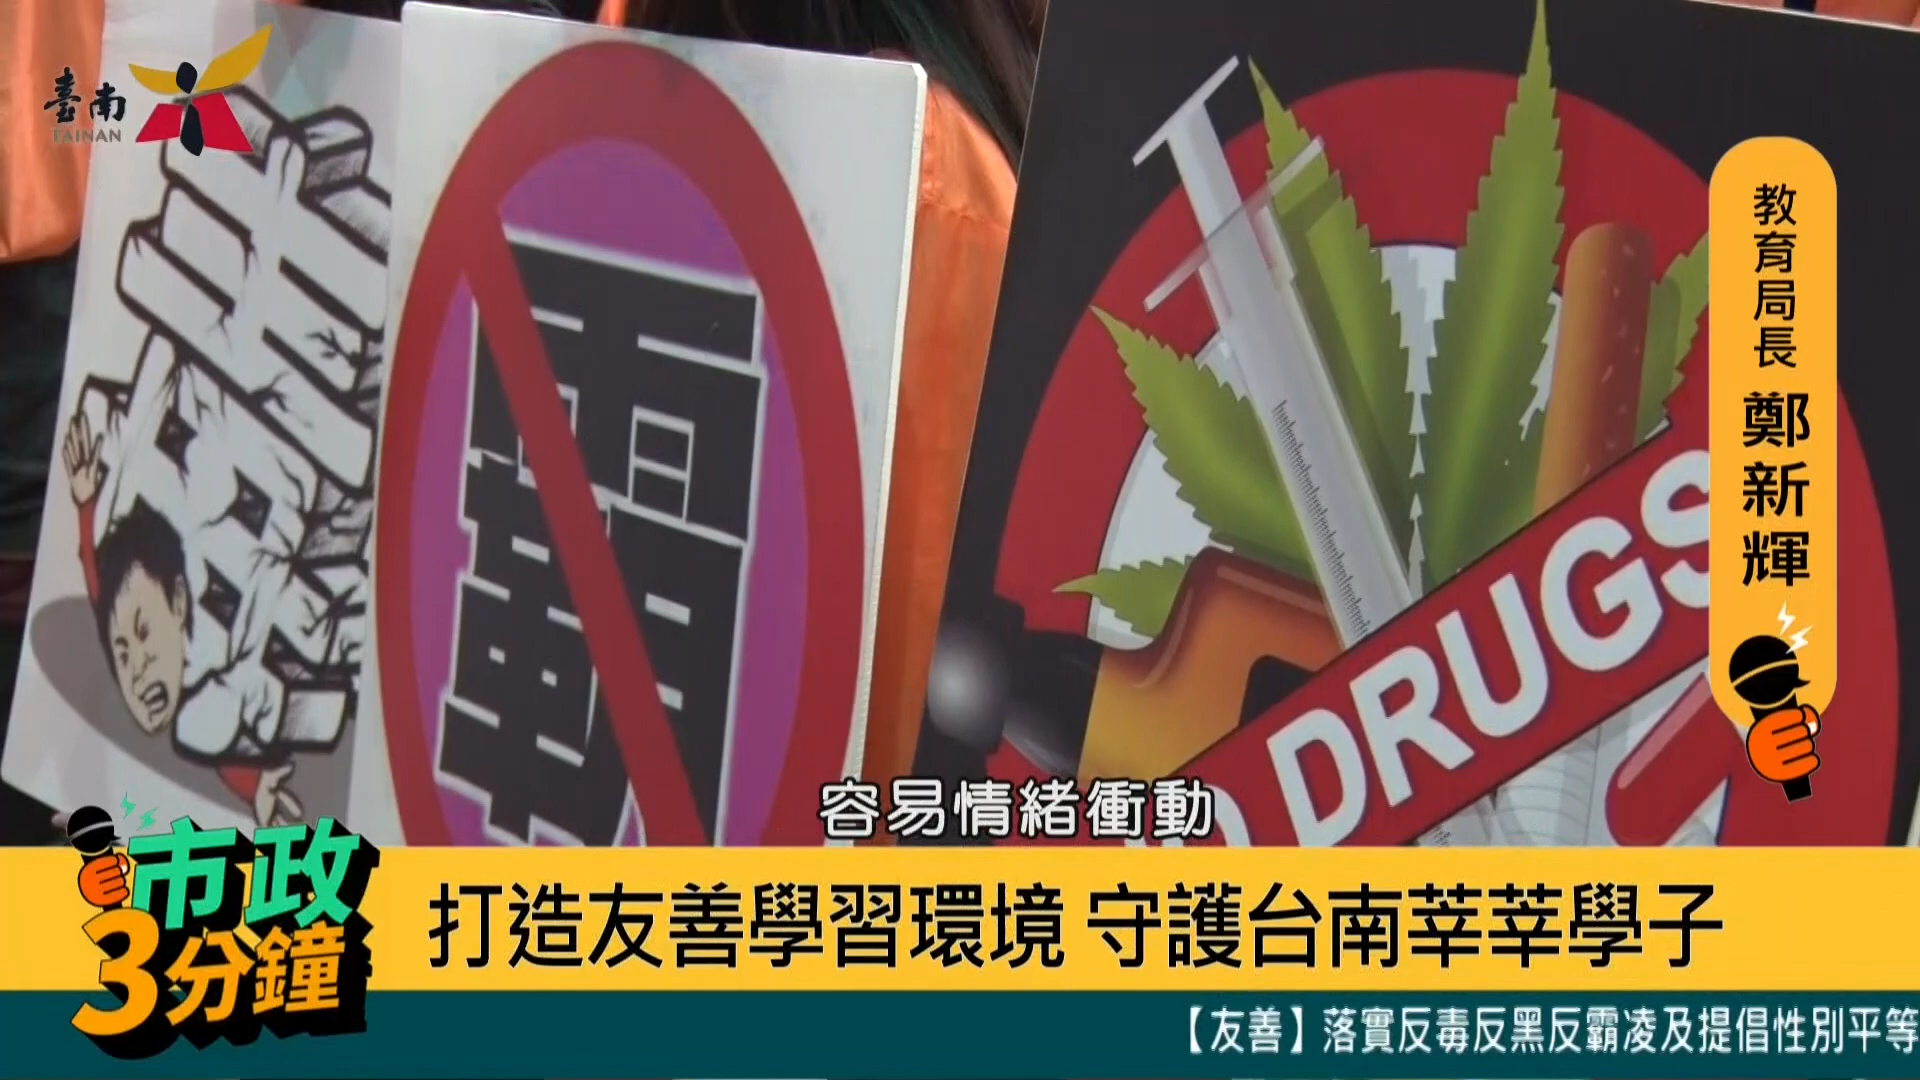 臺南
TAINAN
霸
DRUGS
教育局長 鄭新輝
容易情緒衝動
市政
3分鐘
打造友善學習環境 守護台南莘莘學子
【友善】落實反毒反黑反霸凌及提倡性別平等